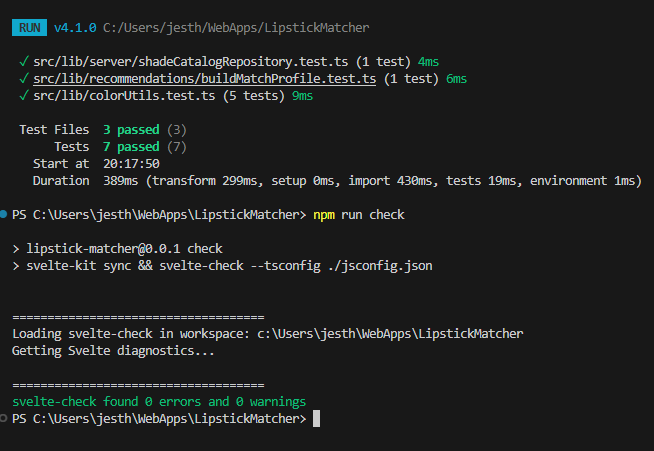 RUN v4.1.0 C:/Users/jesth/WebApps/LipstickMatcher
✓ src/lib/server/shadeCatalogRepository.test.ts (1 test) 4ms
✓ src/lib/recommendations/buildMatchProfile.test.ts (1 test) 6ms
✓ src/lib/colorUtils.test.ts (5 tests) 9ms
Test Files 3 passed (3)
Tests 7 passed (7)
Start at 20:17:50
Duration 389ms (transform 299ms, setup 0ms, import 430ms, tests 19ms, environment 1ms)
PS C:\Users\jesth\WebApps\LipstickMatcher> npm run check
> lipstick-matcher@0.0.1 check
> svelte-kit sync && svelte-check --tsconfig ./jsconfig.json
====================================
Loading svelte-check in workspace: c:\Users\jesth\WebApps\LipstickMatcher
Getting Svelte diagnostics...
====================================
svelte-check found 0 errors and 0 warnings
PS C:\Users\jesth\WebApps\LipstickMatcher>